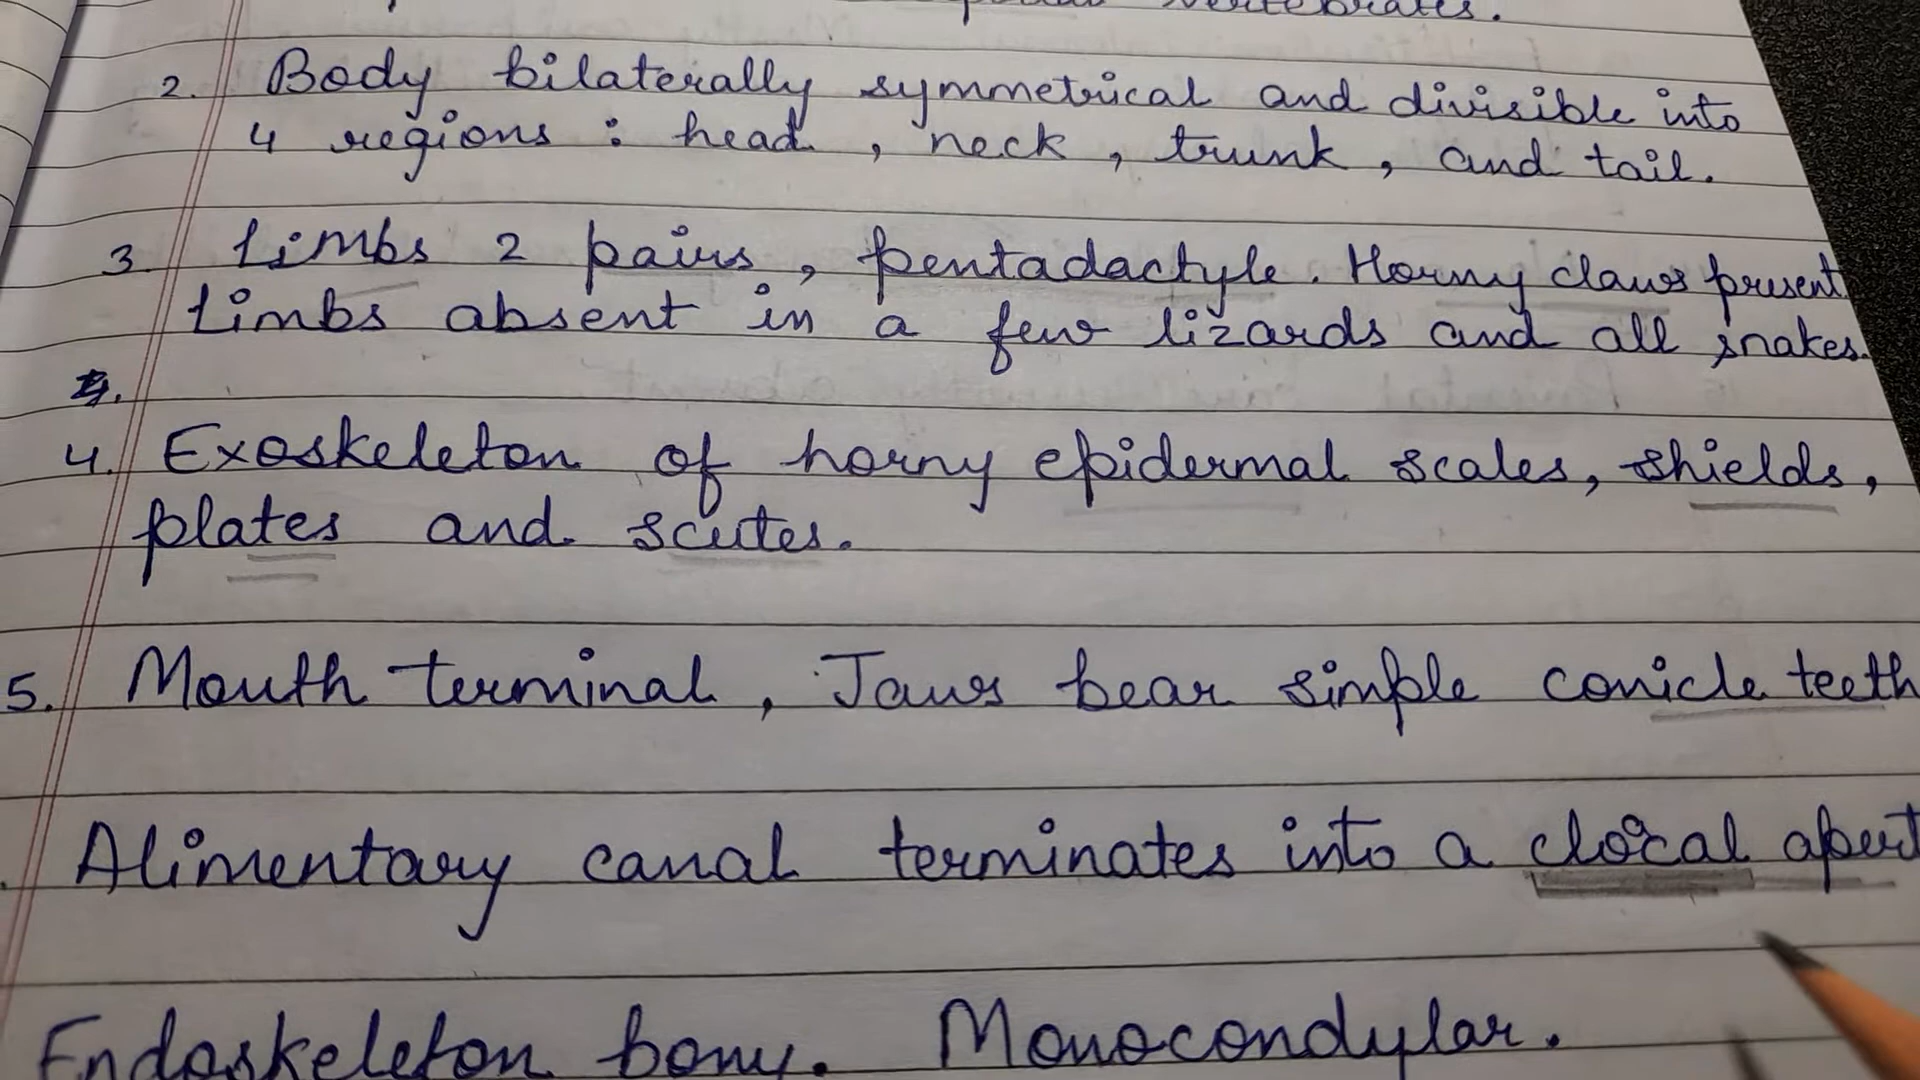 vertebrates.
2. Body bilaterally symmetrical and divisible into
4 regions : head , neck , trunk , and tail.
3. Limbs 2 pairs , pentadactyle . Horny claws present
Limbs absent in a few lizards and all snakes.
4. Exoskeleton of horny epidermal scales, shields,
plates and scutes.
5. Mouth terminal , Jaws bear simple conicle teeth
Alimentary canal terminates into a clocal apert
Endoskeleton bony. Monocondylar.